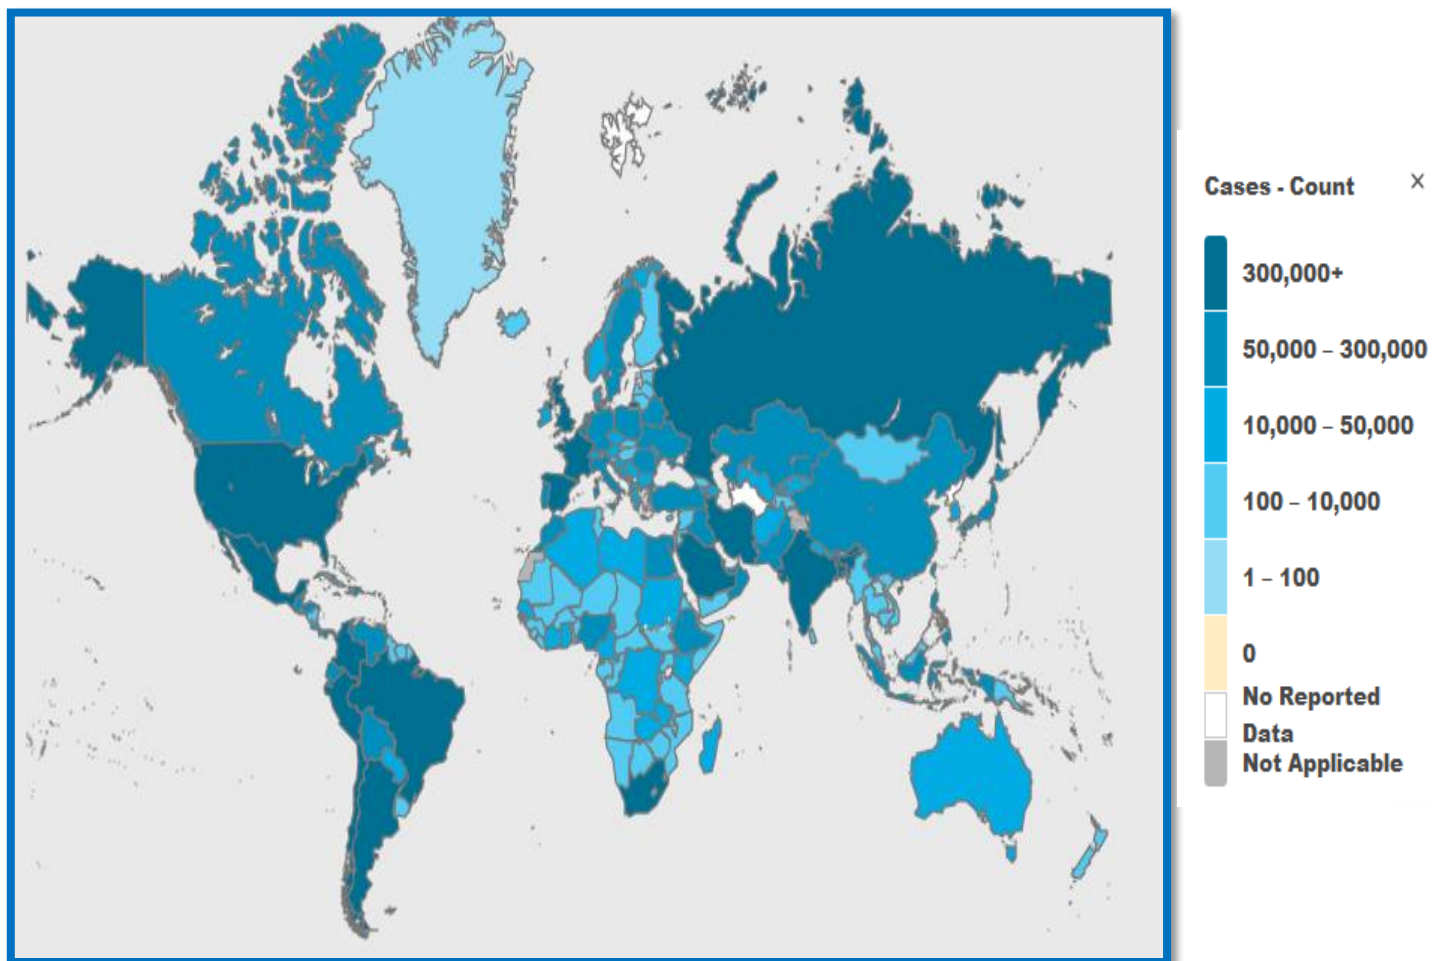 Cases - Count ×
300,000+
50,000 – 300,000
10,000 – 50,000
100 – 10,000
1 – 100
0
No Reported
Data
Not Applicable